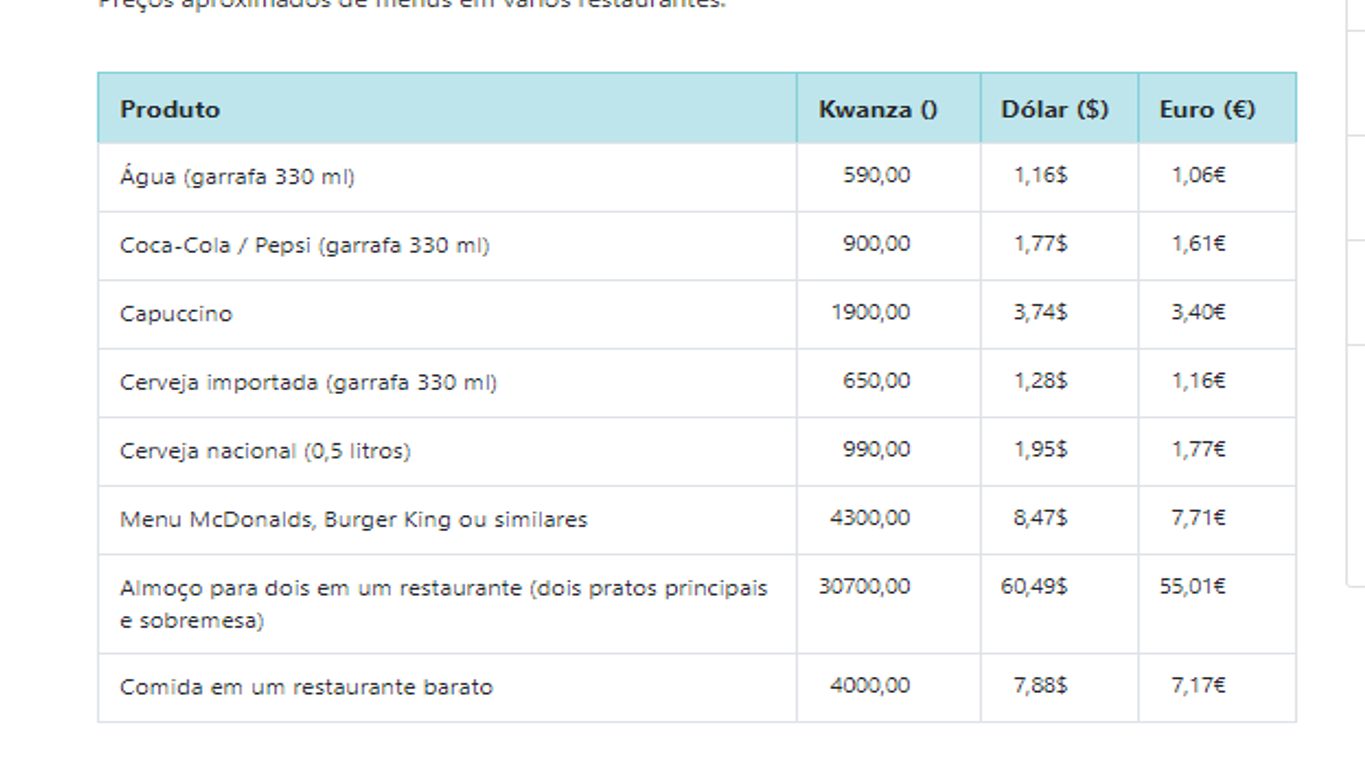 Preços aproximados de menus em vários restaurantes.
Produto Kwanza () Dólar ($) Euro (€)
Água (garrafa 330 ml) 590,00 1,16$ 1,06€
Coca-Cola / Pepsi (garrafa 330 ml) 900,00 1,77$ 1,61€
Capuccino 1900,00 3,74$ 3,40€
Cerveja importada (garrafa 330 ml) 650,00 1,28$ 1,16€
Cerveja nacional (0,5 litros) 990,00 1,95$ 1,77€
Menu McDonalds, Burger King ou similares 4300,00 8,47$ 7,71€
Almoço para dois em um restaurante (dois pratos principais 30700,00 60,49$ 55,01€
e sobremesa)
Comida em um restaurante barato 4000,00 7,88$ 7,17€